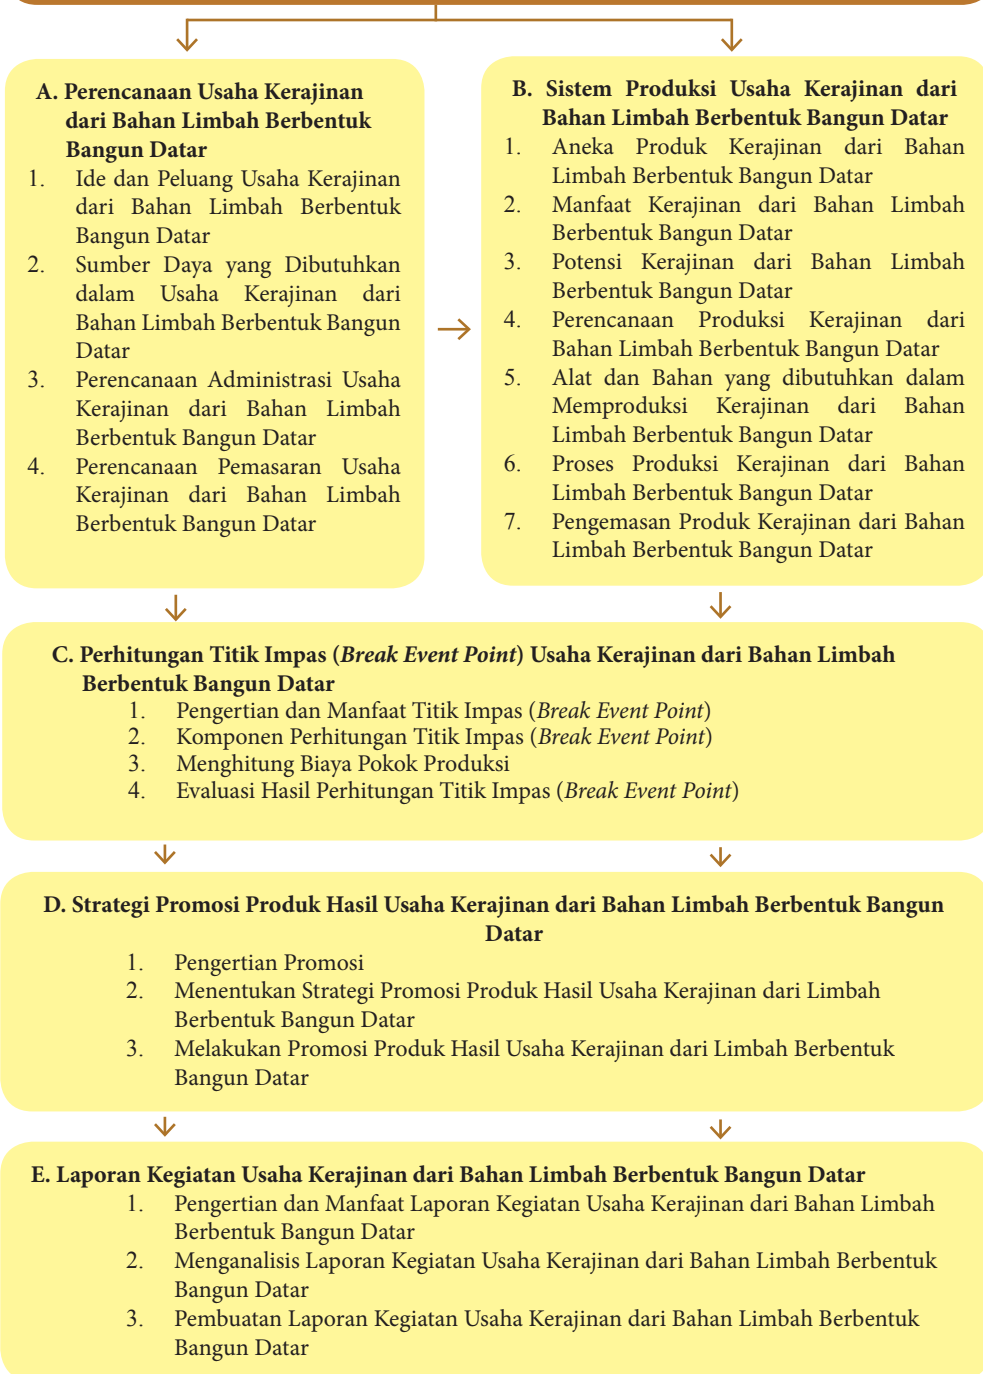 A. Perencanaan Usaha Kerajinan
dari Bahan Limbah Berbentuk
Bangun Datar
1. Ide dan Peluang Usaha Kerajinan
dari Bahan Limbah Berbentuk
Bangun Datar
2. Sumber Daya yang Dibutuhkan
dalam Usaha Kerajinan dari
Bahan Limbah Berbentuk Bangun
Datar
3. Perencanaan Administrasi Usaha
Kerajinan dari Bahan Limbah
Berbentuk Bangun Datar
4. Perencanaan Pemasaran Usaha
Kerajinan dari Bahan Limbah
Berbentuk Bangun Datar
B. Sistem Produksi Usaha Kerajinan dari
Bahan Limbah Berbentuk Bangun Datar
1. Aneka Produk Kerajinan dari Bahan
Limbah Berbentuk Bangun Datar
2. Manfaat Kerajinan dari Bahan Limbah
Berbentuk Bangun Datar
3. Potensi Kerajinan dari Bahan Limbah
Berbentuk Bangun Datar
4. Perencanaan Produksi Kerajinan dari
Bahan Limbah Berbentuk Bangun Datar
5. Alat dan Bahan yang dibutuhkan dalam
Memproduksi Kerajinan dari Bahan
Limbah Berbentuk Bangun Datar
6. Proses Produksi Kerajinan dari Bahan
Limbah Berbentuk Bangun Datar
7. Pengemasan Produk Kerajinan dari Bahan
Limbah Berbentuk Bangun Datar
C. Perhitungan Titik Impas (Break Event Point) Usaha Kerajinan dari Bahan Limbah
Berbentuk Bangun Datar
1. Pengertian dan Manfaat Titik Impas (Break Event Point)
2. Komponen Perhitungan Titik Impas (Break Event Point)
3. Menghitung Biaya Pokok Produksi
4. Evaluasi Hasil Perhitungan Titik Impas (Break Event Point)
D. Strategi Promosi Produk Hasil Usaha Kerajinan dari Bahan Limbah Berbentuk Bangun
Datar
1. Pengertian Promosi
2. Menentukan Strategi Promosi Produk Hasil Usaha Kerajinan dari Limbah
Berbentuk Bangun Datar
3. Melakukan Promosi Produk Hasil Usaha Kerajinan dari Limbah Berbentuk
Bangun Datar
E. Laporan Kegiatan Usaha Kerajinan dari Bahan Limbah Berbentuk Bangun Datar
1. Pengertian dan Manfaat Laporan Kegiatan Usaha Kerajinan dari Bahan Limbah
Berbentuk Bangun Datar
2. Menganalisis Laporan Kegiatan Usaha Kerajinan dari Bahan Limbah Berbentuk
Bangun Datar
3. Pembuatan Laporan Kegiatan Usaha Kerajinan dari Bahan Limbah Berbentuk
Bangun Datar